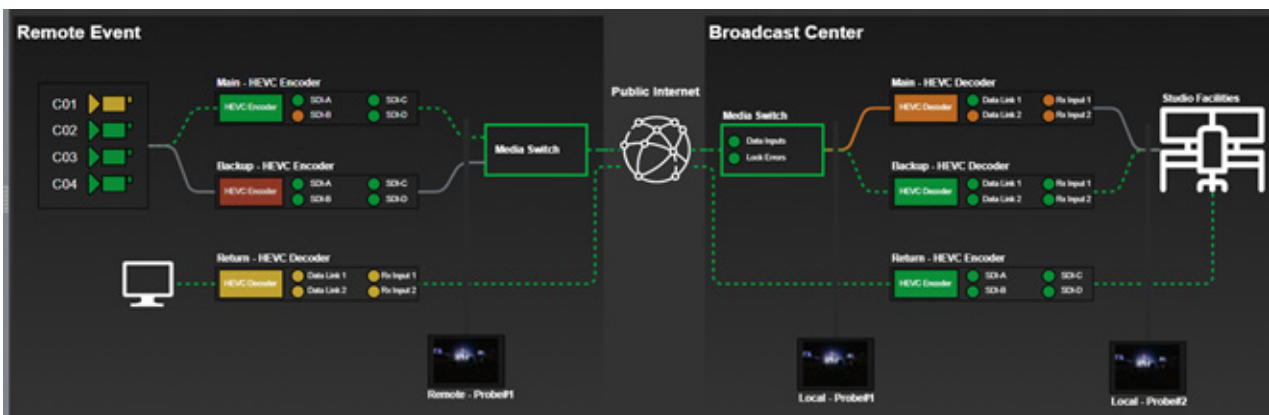 Remote Event
C01
C02
C03
C04
Main - HEVC Encoder
HEVC Encoder
SDI-A
SDI-C
SDI-B
SDI-D
Backup - HEVC Encoder
HEVC Encoder
SDI-A
SDI-C
SDI-B
SDI-D
Return - HEVC Decoder
HEVC Decoder
Data Link 1
Rx Input 1
Data Link 2
Rx Input 2
Media Switch
Remote - Probe#1
Public Internet
Broadcast Center
Media Switch
Data Inputs
Lock Errors
Main - HEVC Decoder
HEVC Decoder
Data Link 1
Rx Input 1
Data Link 2
Rx Input 2
Backup - HEVC Decoder
HEVC Decoder
Data Link 1
Rx Input 1
Data Link 2
Rx Input 2
Return - HEVC Encoder
HEVC Encoder
SDI-A
SDI-C
SDI-B
SDI-D
Studio Facilities
Local - Probe#1
Local - Probe#2